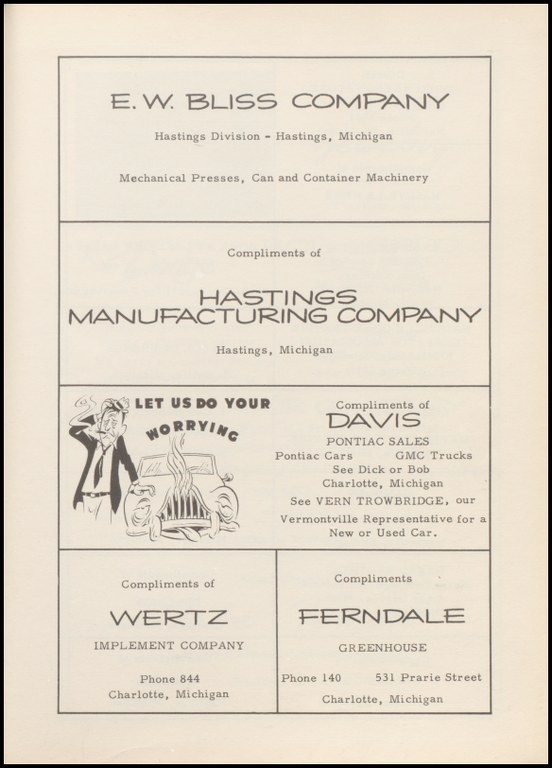 E. W. BLISS COMPANY
Hastings Division - Hastings, Michigan
Mechanical Presses, Can and Container Machinery
Compliments of
HASTINGS
MANUFACTURING COMPANY
Hastings, Michigan
LET US DO YOUR
WORRYING
Compliments of
DAVIS
PONTIAC SALES
Pontiac Cars GMC Trucks
See Dick or Bob
Charlotte, Michigan
See VERN TROWBRIDGE, our
Vermontville Representative for a
New or Used Car.
Compliments of
WERTZ
IMPLEMENT COMPANY
Phone 844
Charlotte, Michigan
Compliments
FERNDALE
GREENHOUSE
Phone 140 531 Prarie Street
Charlotte, Michigan